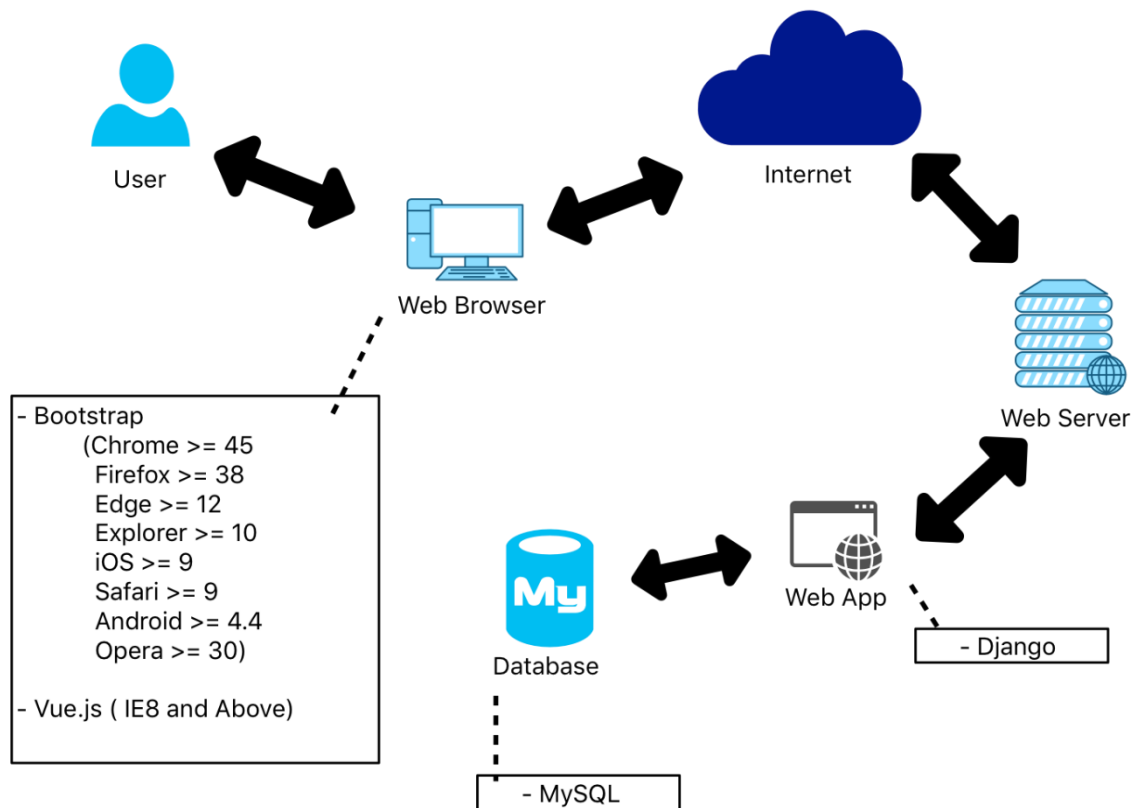 User
Internet
Web Browser
Web Server
- Bootstrap
(Chrome >= 45
Firefox >= 38
Edge >= 12
Explorer >= 10
iOS >= 9
Safari >= 9
Android >= 4.4
Opera >= 30)
- Vue.js ( IE8 and Above)
My
Database
Web App
- Django
- MySQL